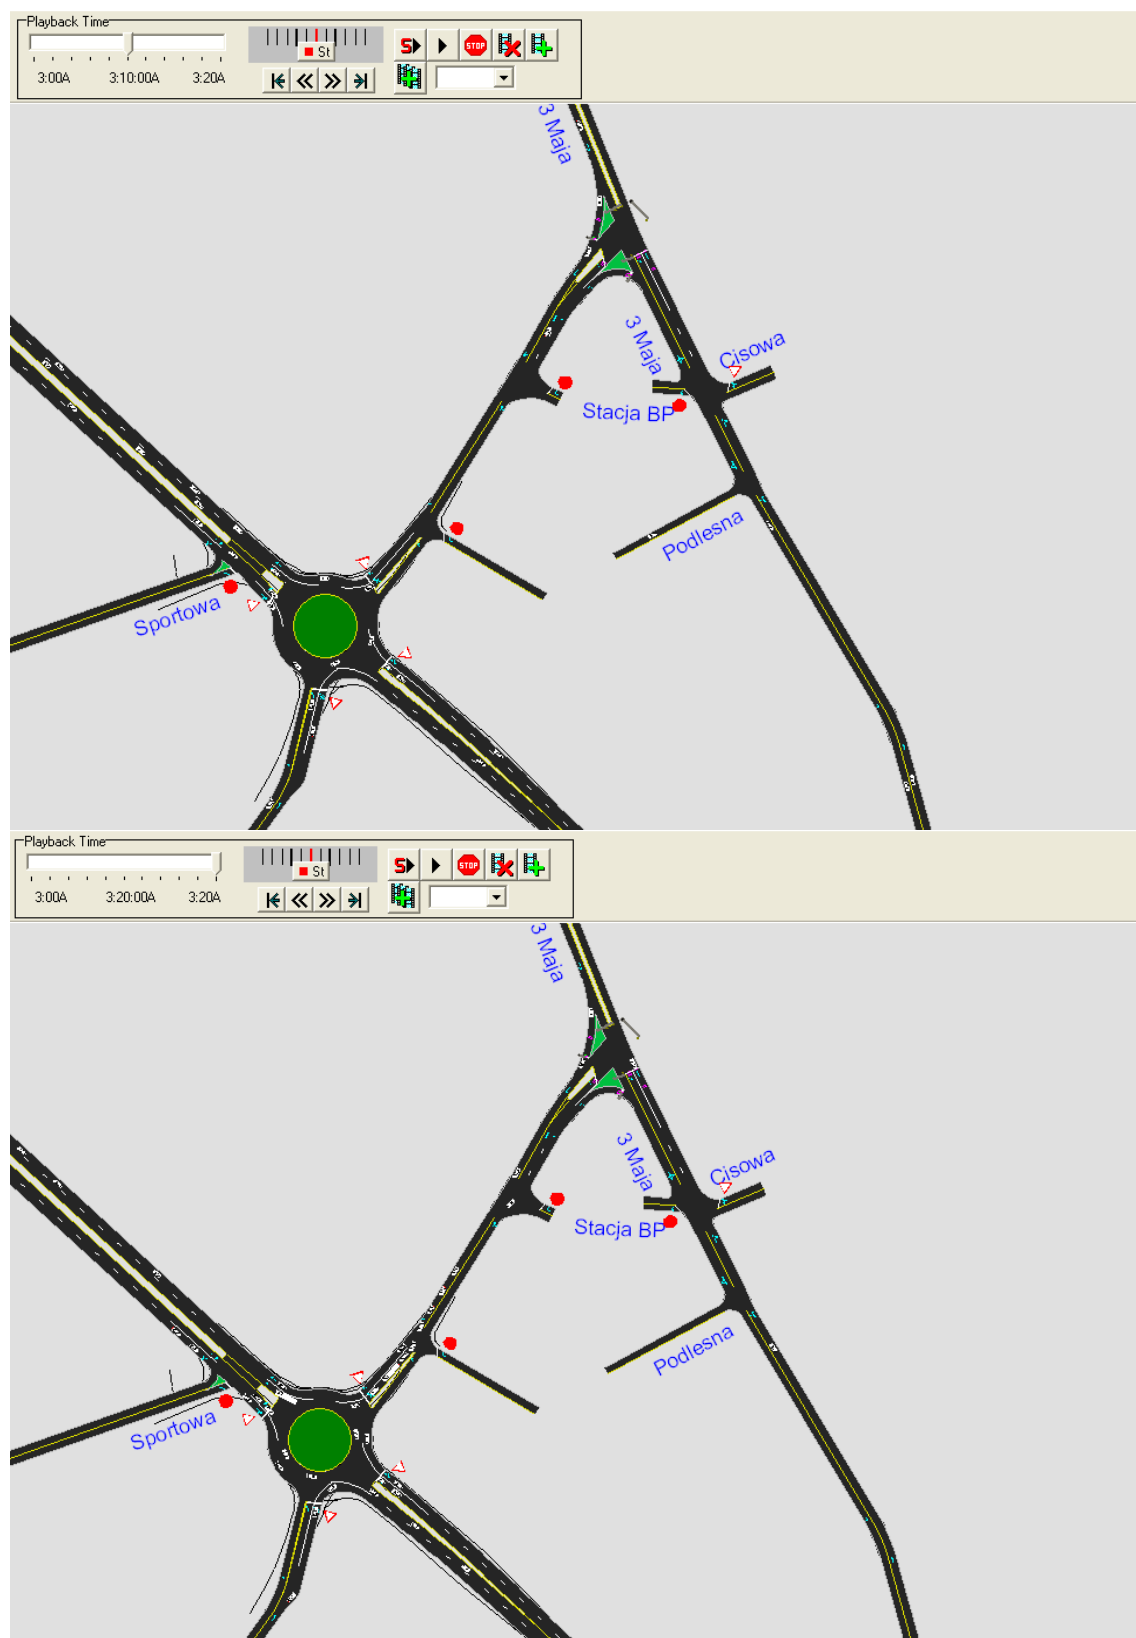 Playback Time
St
S
STOP
3:00A 3:10:00A 3:20A
3 Maja
3 Maja
Cisowa
Stacja BP
Podlesna
Sportowa
Playback Time
St
S
STOP
3:00A 3:20:00A 3:20A
3 Maja
3 Maja
Cisowa
Stacja BP
Podlesna
Sportowa